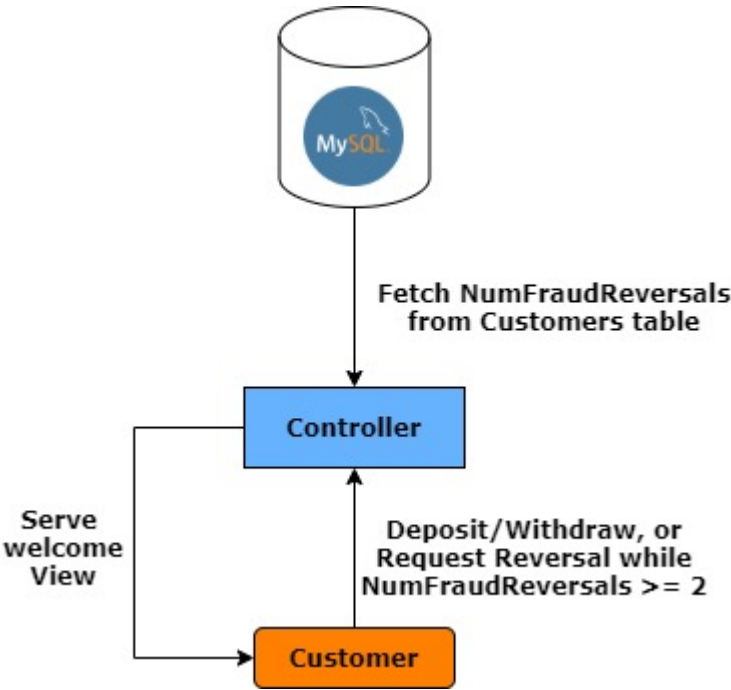 MySQL
Fetch NumFraudReversals
from Customers table
Controller
Serve
welcome
View
Deposit/Withdraw, or
Request Reversal while
NumFraudReversals >= 2
Customer